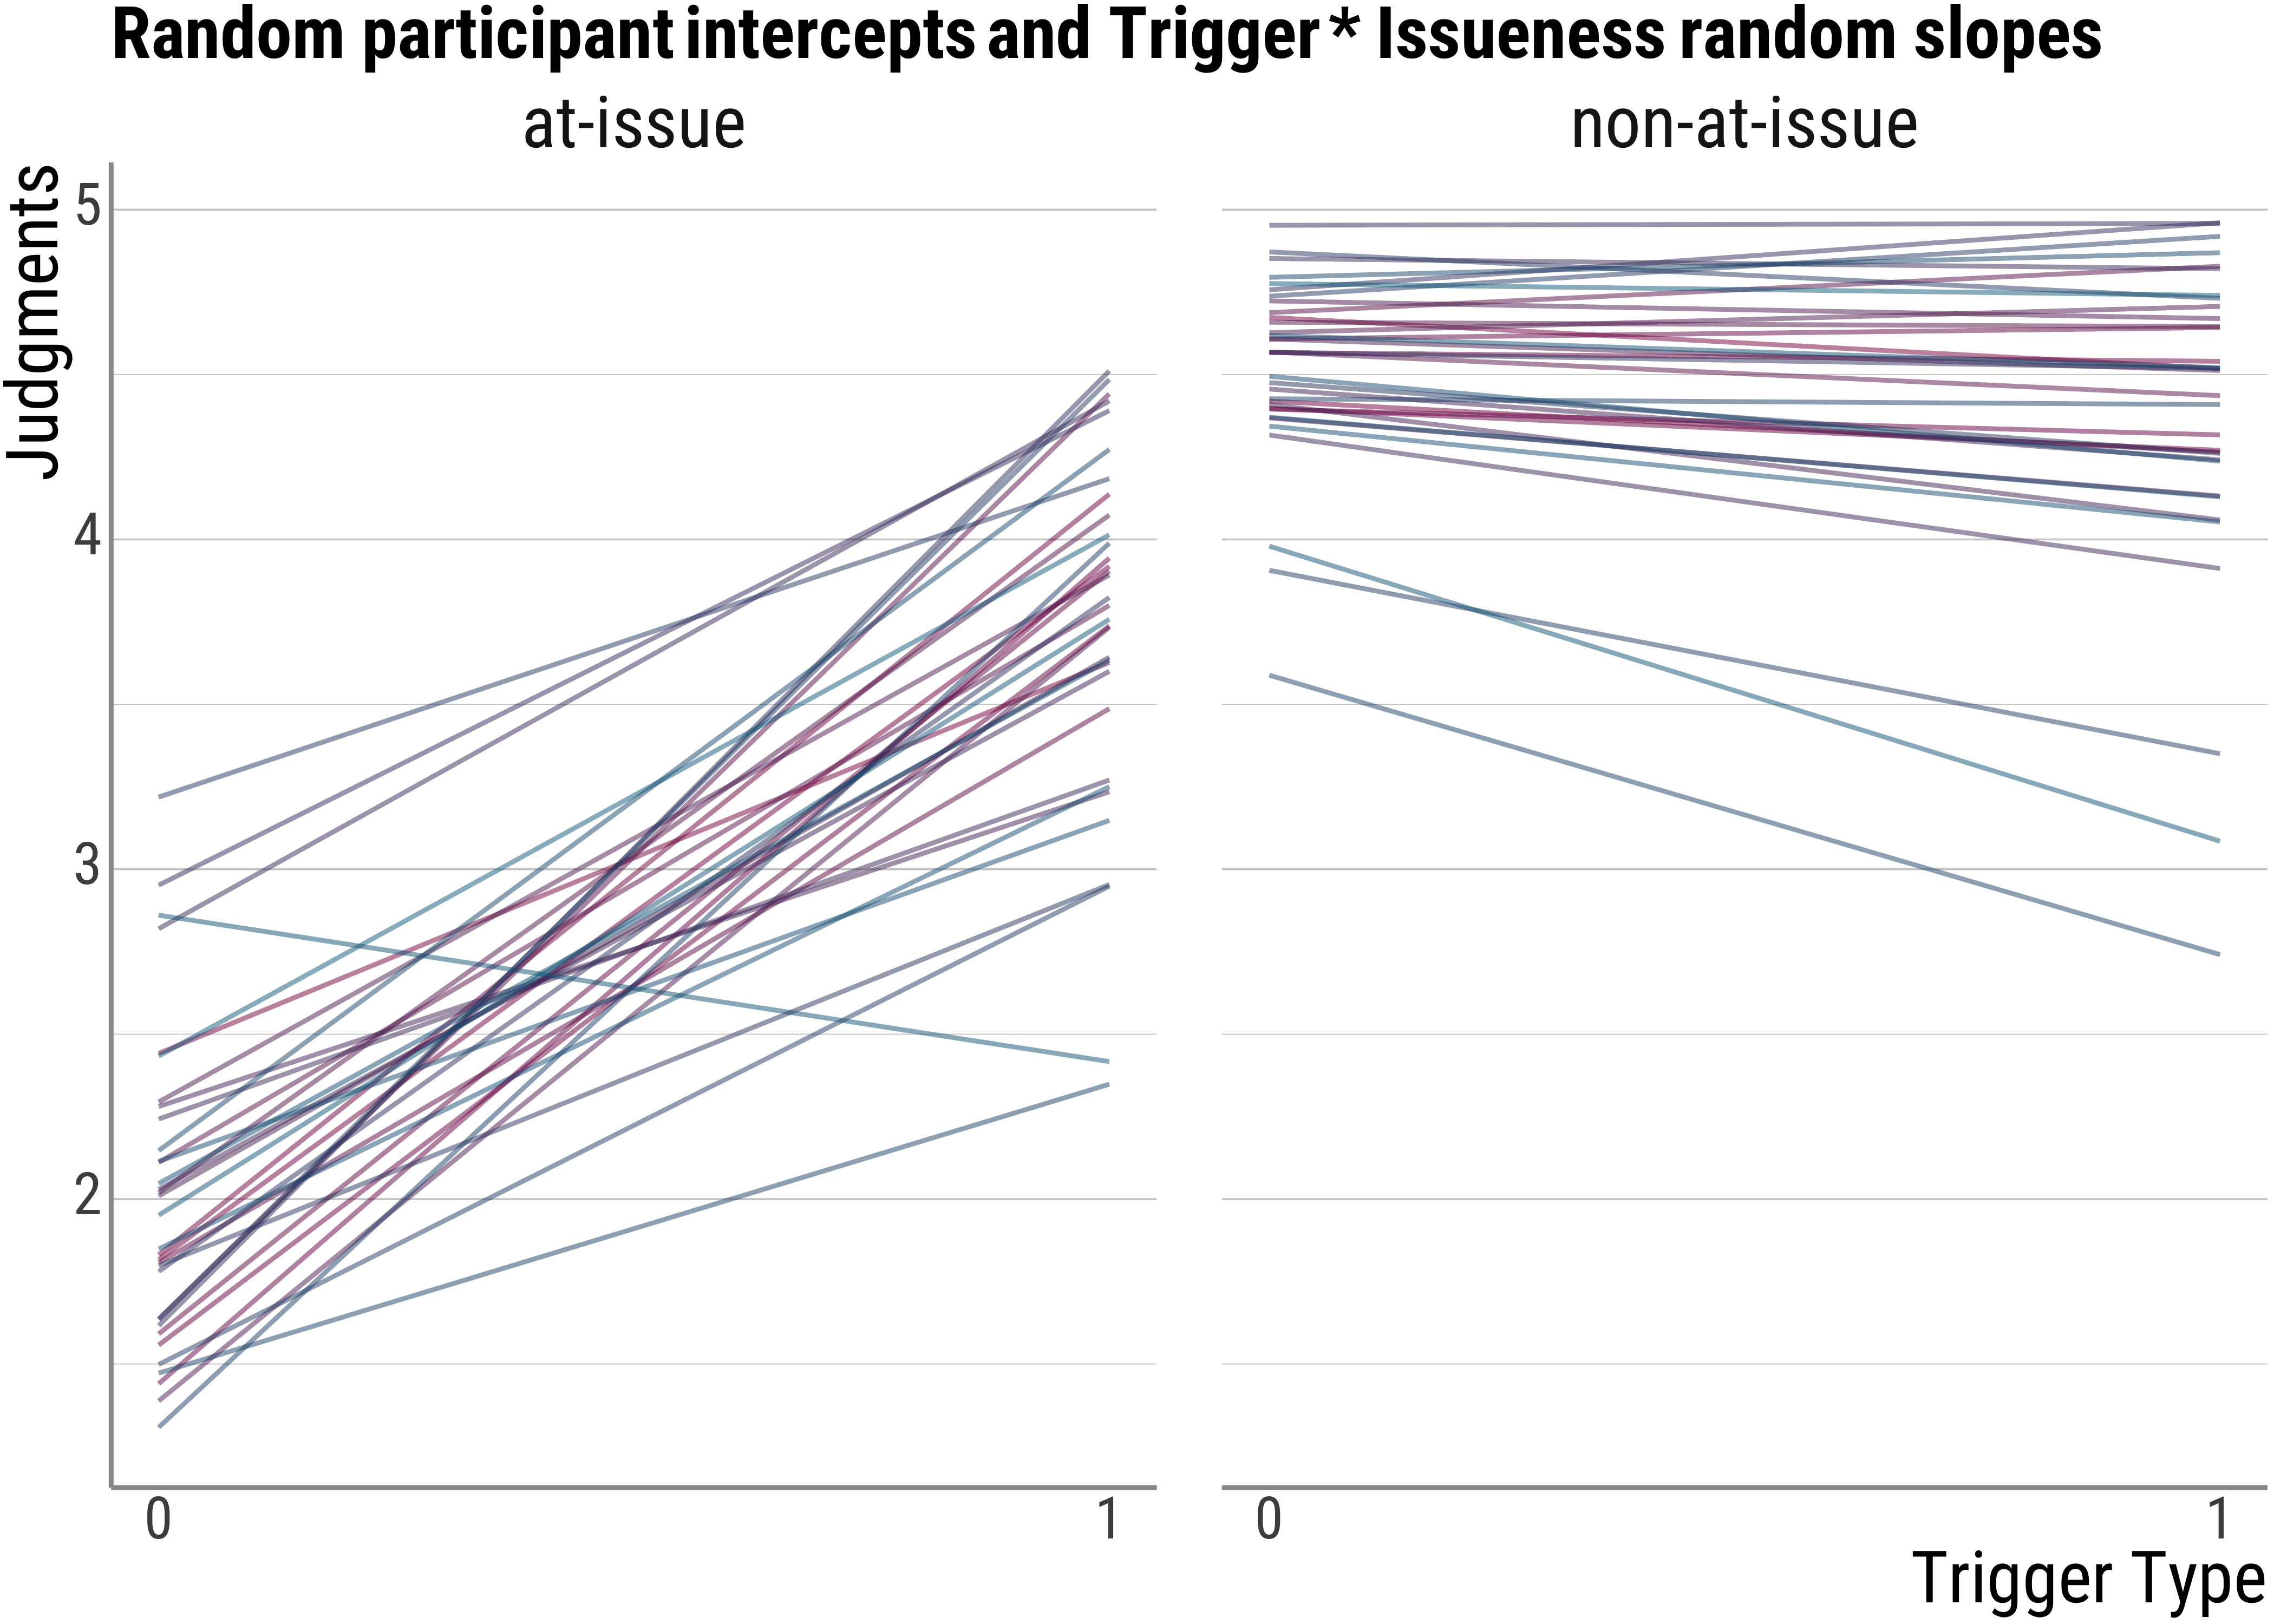 Random participant intercepts and Trigger* Issueness random slopes
at-issue
non-at-issue
Judgments
5
4
3
2
0
1
0
1
Trigger Type